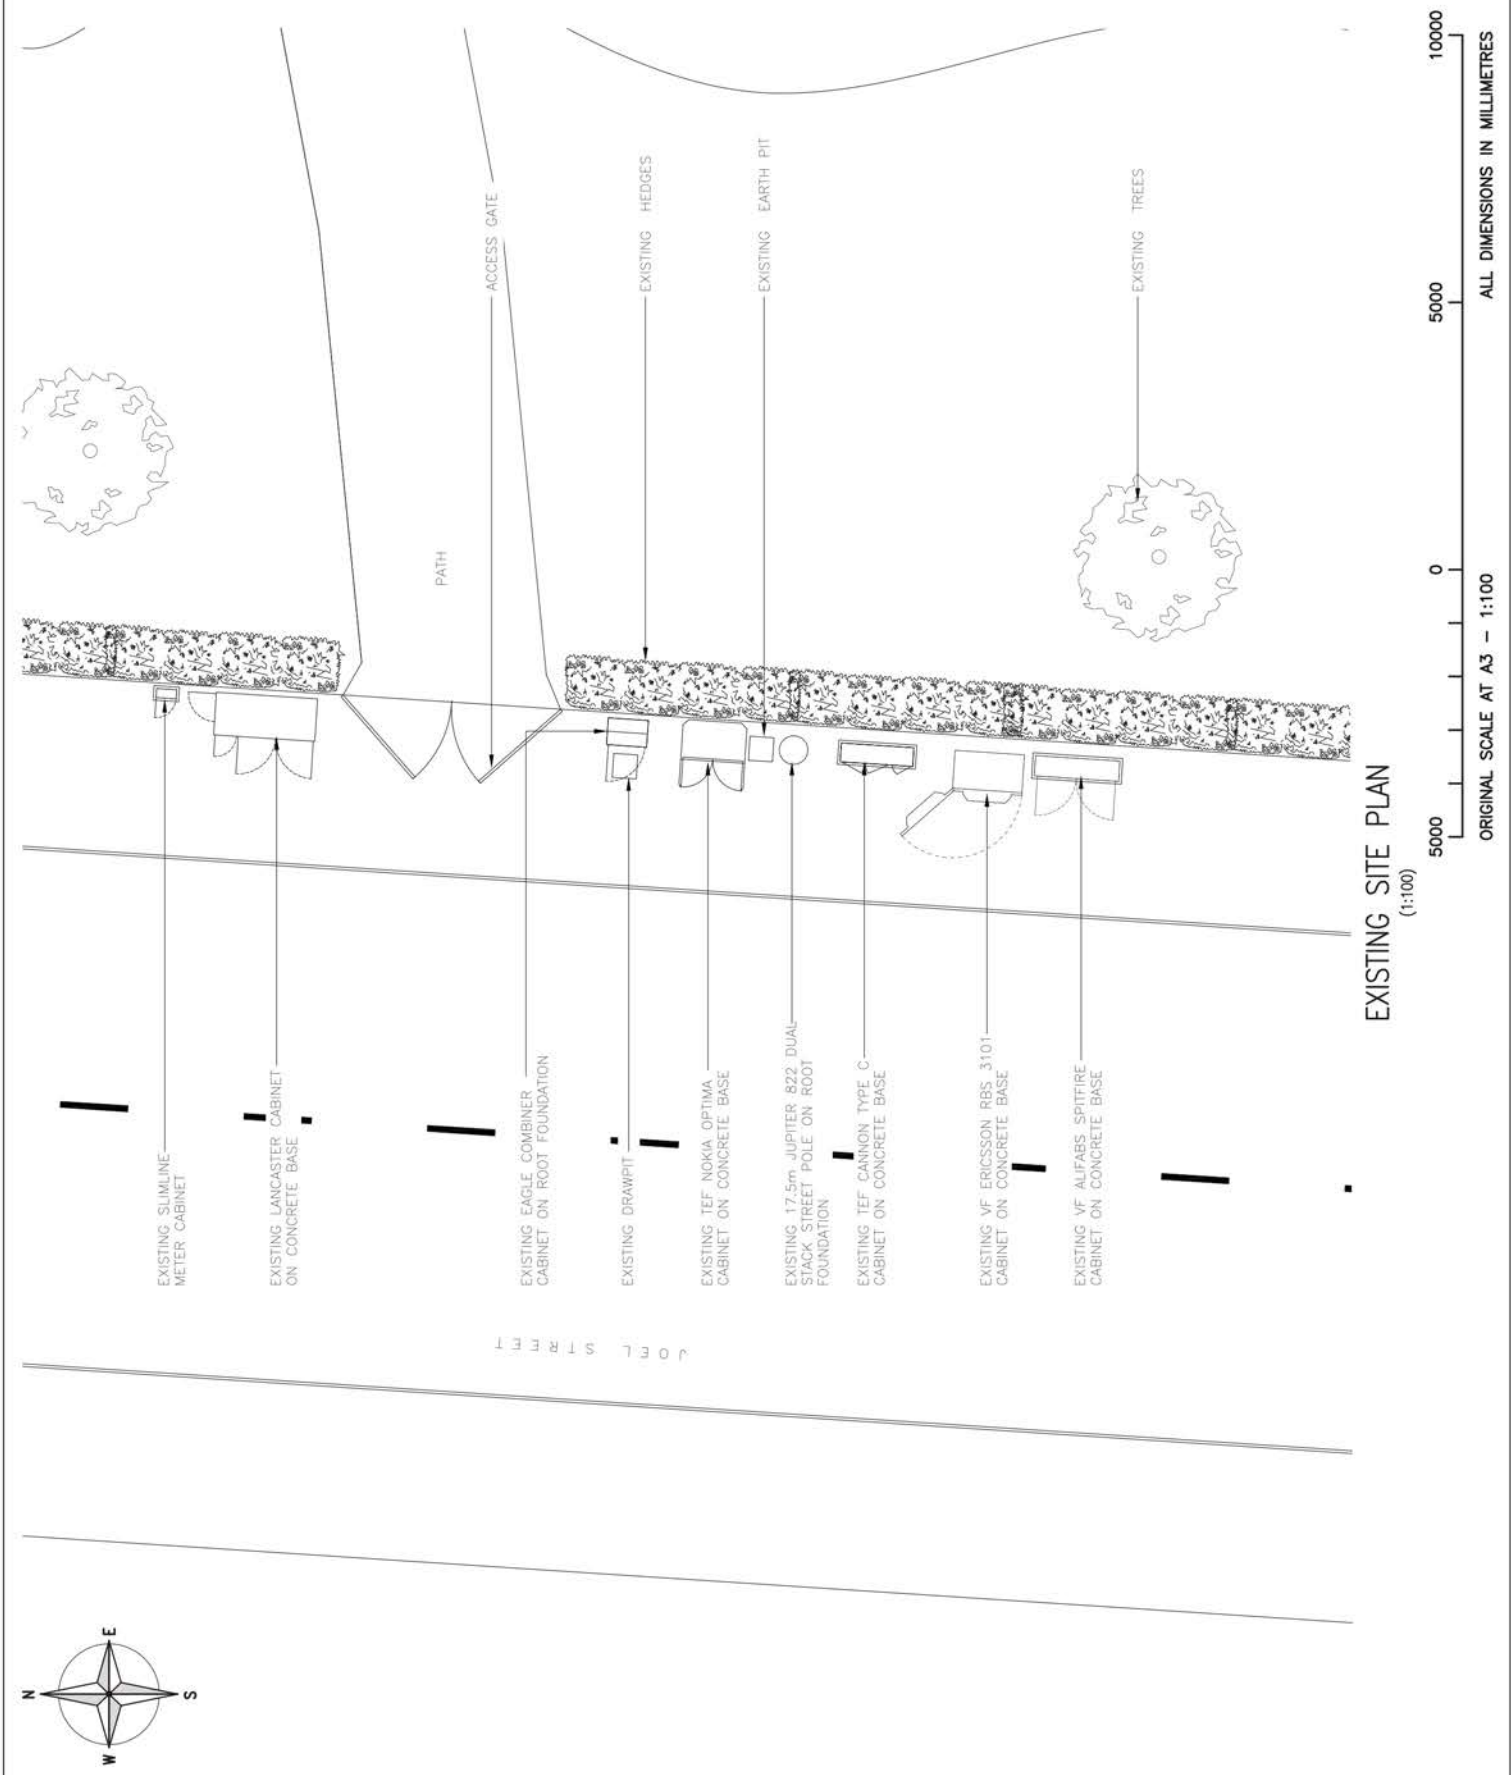 N
W
E
S
EXISTING SLIMLINE
METER CABINET
EXISTING LANCASTER CABINET
ON CONCRETE BASE
EXISTING EAGLE COMBINER
CABINET ON ROOT FOUNDATION
EXISTING DRAWPIT
EXISTING TEF NOKIA OPTIMA
CABINET ON CONCRETE BASE
EXISTING 17.5m JUPITER 822 DUAL
STACK STREET POLE ON ROOT
FOUNDATION
EXISTING TEF CANNON TYPE C
CABINET ON CONCRETE BASE
EXISTING VF ERICSSON RBS 3101
CABINET ON CONCRETE BASE
EXISTING VF ALIFABS SPITFIRE
CABINET ON CONCRETE BASE
JOEL STREET
PATH
ACCESS GATE
EXISTING HEDGES
EXISTING EARTH PIT
EXISTING TREES
EXISTING SITE PLAN
(1:100)
5000
0
5000
10000
ORIGINAL SCALE AT A3 - 1:100
ALL DIMENSIONS IN MILLIMETRES